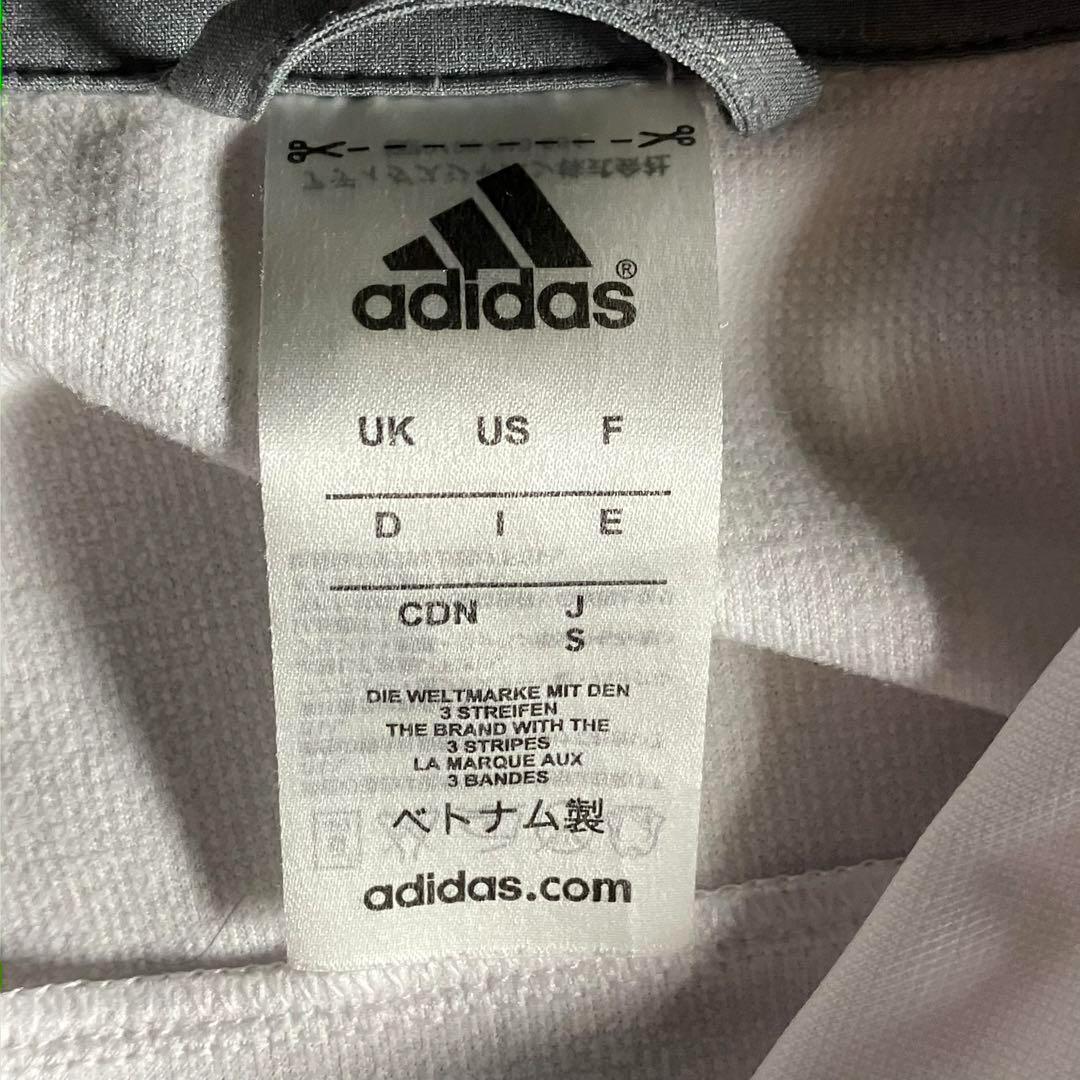 adidas®
UK US F
D I E
CDN J
S
DIE WELTMARKE MIT DEN
3 STREIFEN
THE BRAND WITH THE
3 STRIPES
LA MARQUE AUX
3 BANDES
ベトナム製
adidas.com